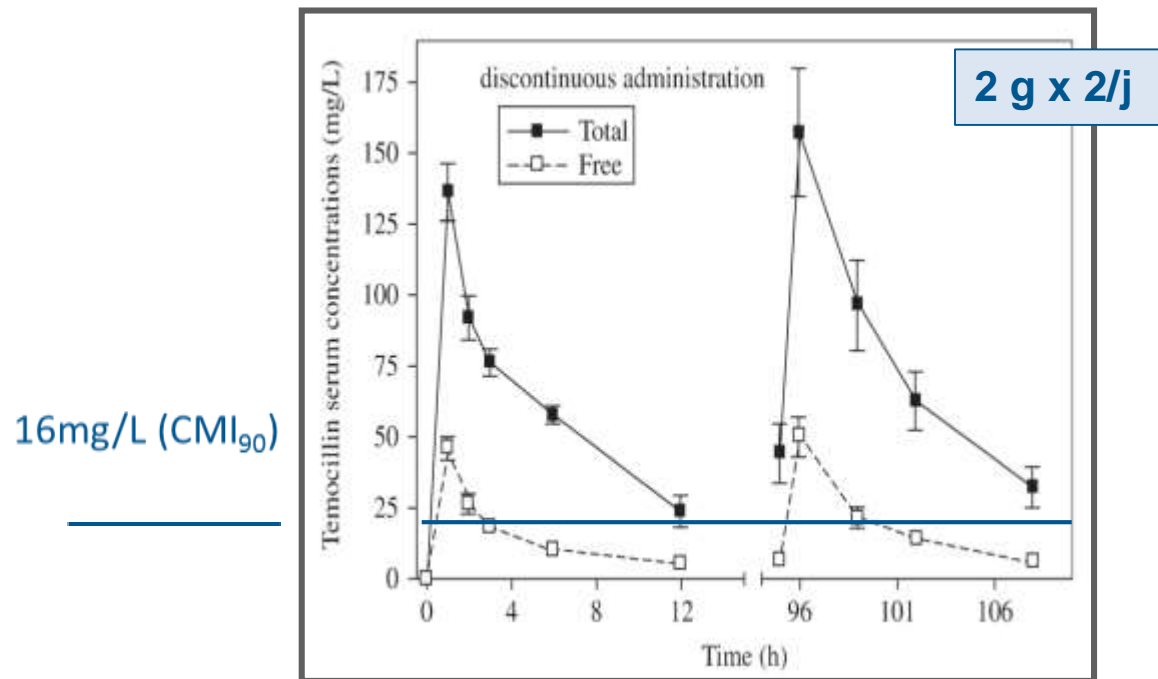 discontinuous administration
Total
Free
2 g x 2/j
Temocillin serum concentrations (mg/L)
175
150
125
100
75
50
25
0
16mg/L (CMI₉₀)
0 4 8 12 96 101 106
Time (h)